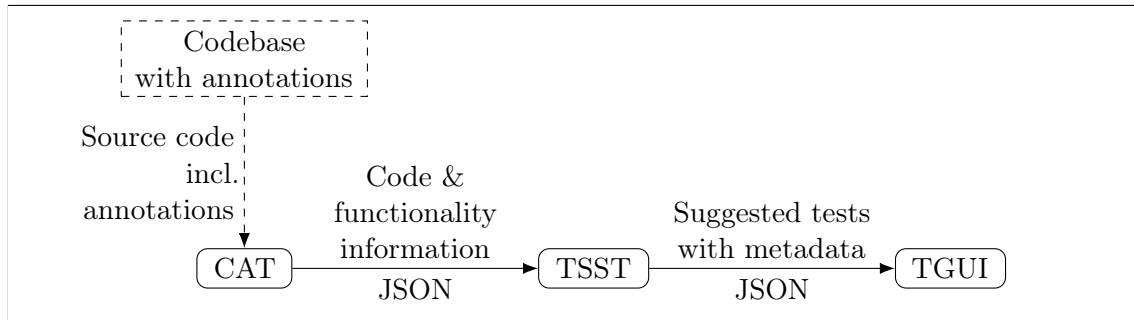 Codebase
with annotations
Source code
incl.
annotations
Code &
functionality
information
JSON
Suggested tests
with metadata
JSON
CAT
TSST
TGUI